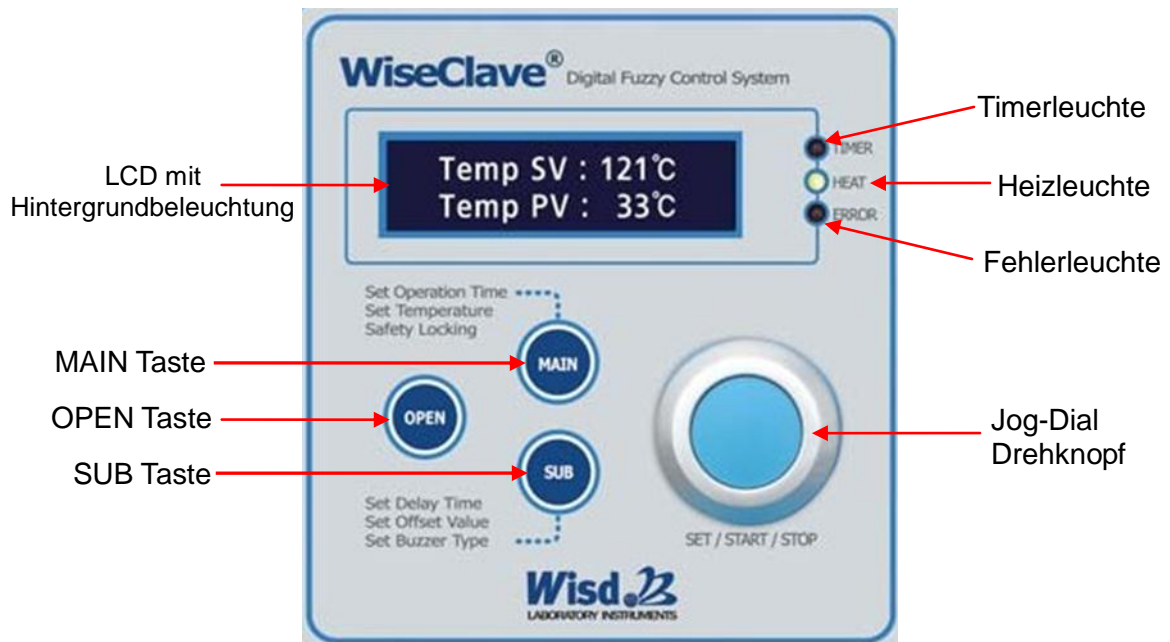 WiseClave® Digital Fuzzy Control System
Timerleuchte
TIMER
LCD mit
Hintergrundbeleuchtung
Temp SV : 121℃
Temp PV : 33℃
HEAT
Heizleuchte
ERROR
Fehlerleuchte
Set Operation Time
Set Temperature
Safety Locking
MAIN Taste
MAIN
OPEN Taste
OPEN
SUB Taste
SUB
Jog-Dial
Drehknopf
Set Delay Time
Set Offset Value
Set Buzzer Type
SET / START / STOP
Wisd.23
LABORATORY INSTRUMENTS